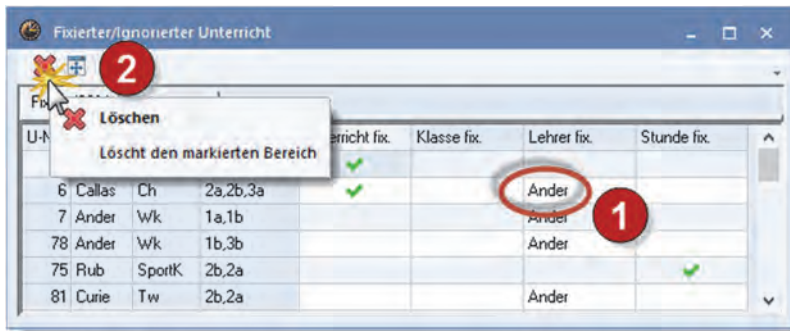 Fixierter/Ignorierter Unterricht
2
Löschen
Löscht den markierten Bereich
Klasse fix. Lehrer fix. Stunde fix.
6 Callas Ch 2a,2b,3a Ander
7 Ander Wk 1a,1b Ander
1
78 Ander Wk 1b,3b Ander
75 Rub SportK 2b,2a
81 Curie Tw 2b,2a Ander